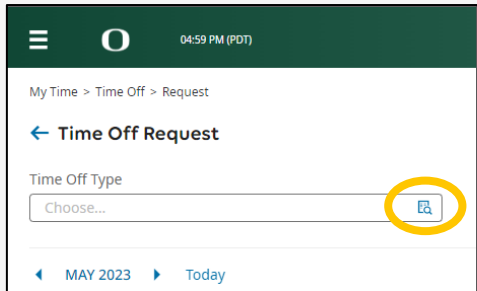 O 04:59 PM (PDT)
My Time > Time Off > Request
← Time Off Request
Time Off Type
Choose...
MAY 2023 Today